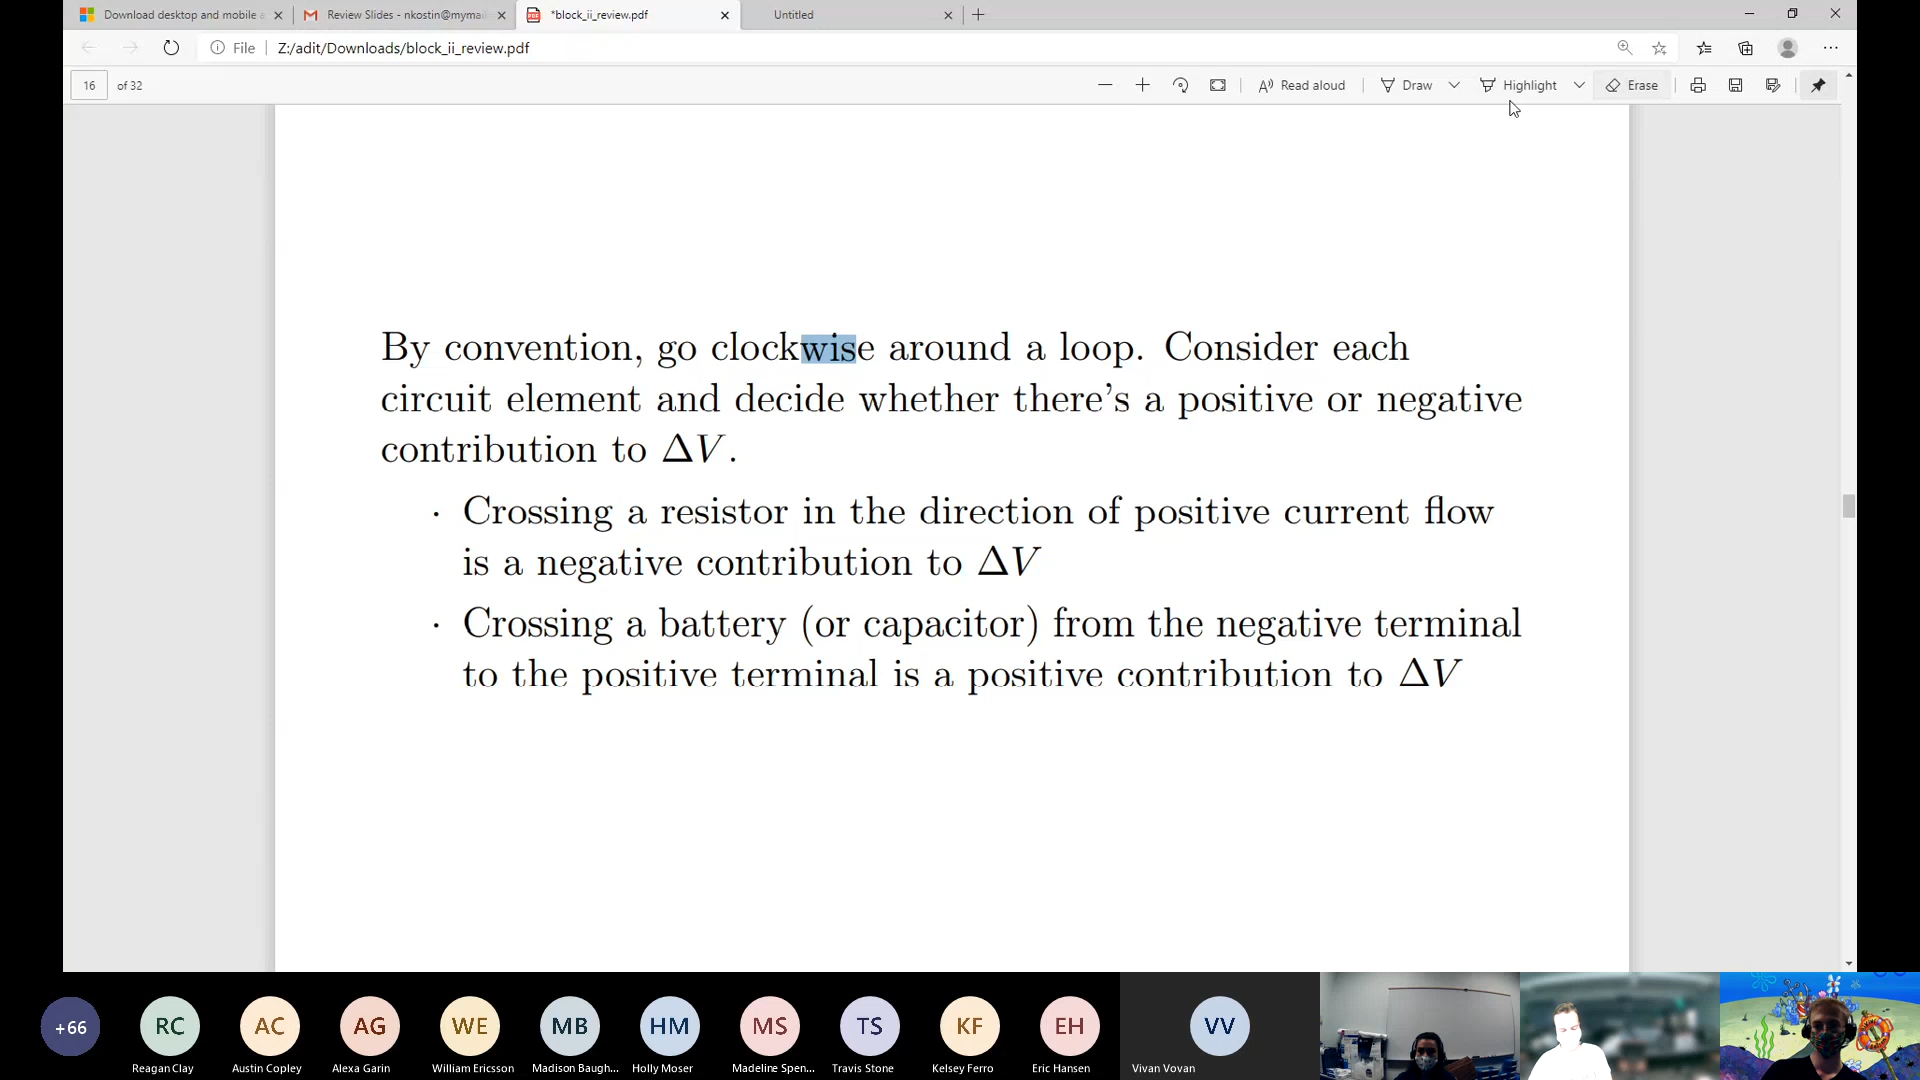 Download desktop and mobile
Review Slides - nkostin@mymai
*block_ii_review.pdf
Untitled
File
Z:/adit/Downloads/block_ii_review.pdf
16 of 32
Read aloud
Draw
Highlight
Erase
By convention, go clockwise around a loop. Consider each
circuit element and decide whether there's a positive or negative
contribution to ΔV.
· Crossing a resistor in the direction of positive current flow
is a negative contribution to ΔV
· Crossing a battery (or capacitor) from the negative terminal
to the positive terminal is a positive contribution to ΔV
+66
RC
AC
AG
WE
MB
HM
MS
TS
KF
EH
VV
Reagan Clay
Austin Copley
Alexa Garin
William Ericsson
Madison Baugh...
Holly Moser
Madeline Spen...
Travis Stone
Kelsey Ferro
Eric Hansen
Vivan Vovan